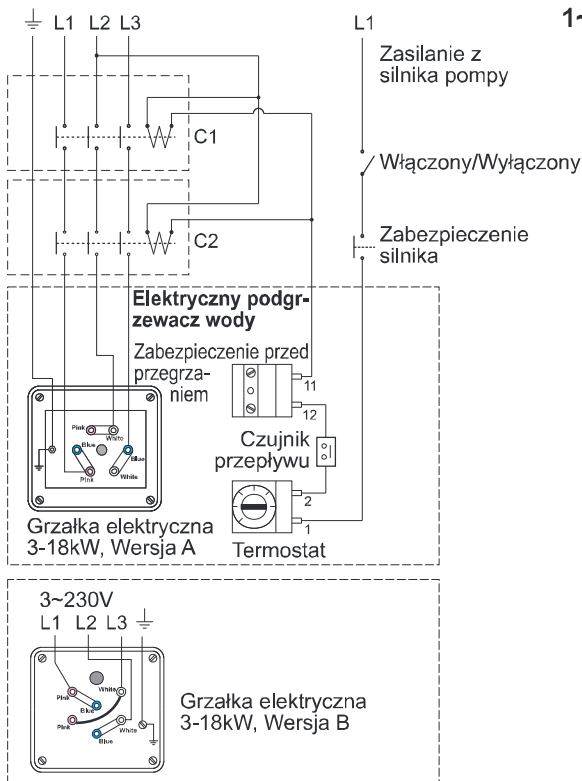 L1 L2 L3
L1
1~
Zasilanie z
silnika pompy
C1
Włączony/Wyłączony
C2
Zabezpieczenie
silnika
Elektryczny podgr-
zewacz wody
Zabezpieczenie przed
przegrza-
niem
11
12
Pink
White
Blue
Blue
Pink
White
Czujnik
przepływu
2
1
Grzałka elektryczna
3-18kW, Wersja A
Termostat
3~230V
L1 L2 L3
Pink
White
Blue
Pink
White
Blue
Grzałka elektryczna
3-18kW, Wersja B